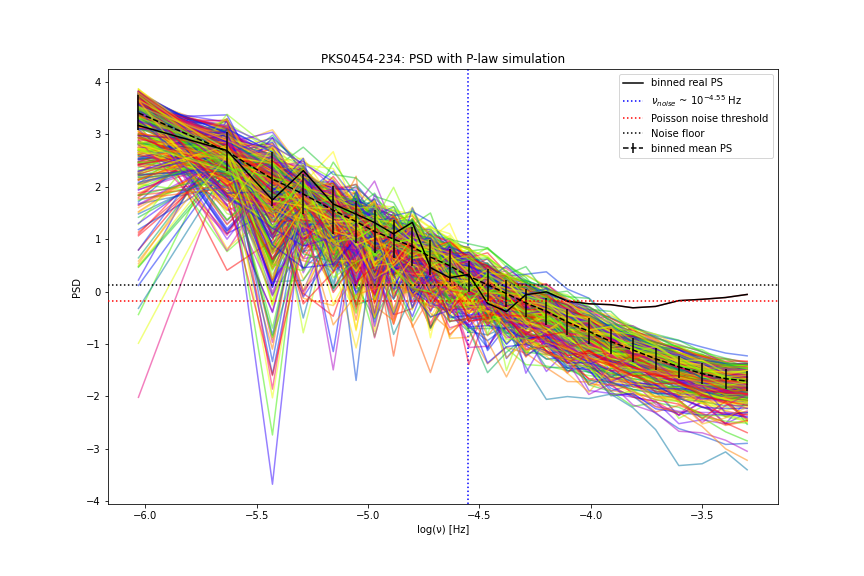 PKS0454-234: PSD with P-law simulation
binned real PS
ν_noise ~ 10^−4.55 Hz
Poisson noise threshold
Noise floor
binned mean PS
4
3
2
1
0
−1
−2
−3
−4
PSD
−6.0 −5.5 −5.0 −4.5 −4.0 −3.5
log(ν) [Hz]